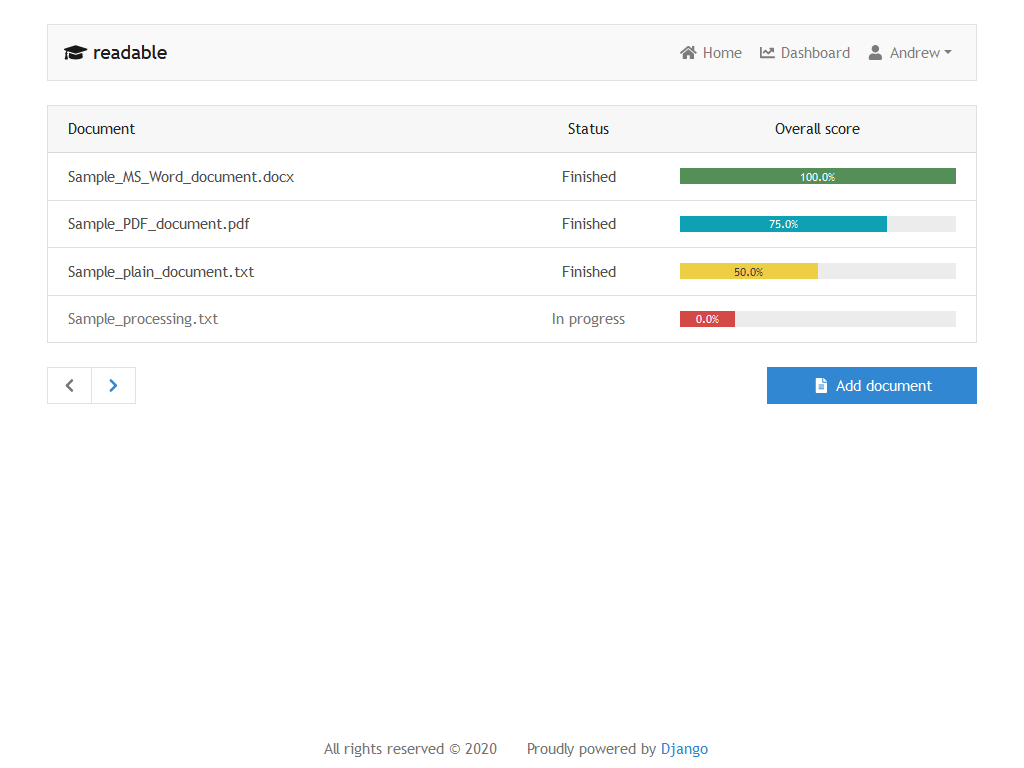 readable Home Dashboard Andrew
Document Status Overall score
Sample_MS_Word_document.docx Finished 100.0%
Sample_PDF_document.pdf Finished 75.0%
Sample_plain_document.txt Finished 50.0%
Sample_processing.txt In progress 0.0%
Add document
All rights reserved © 2020 Proudly powered by Django